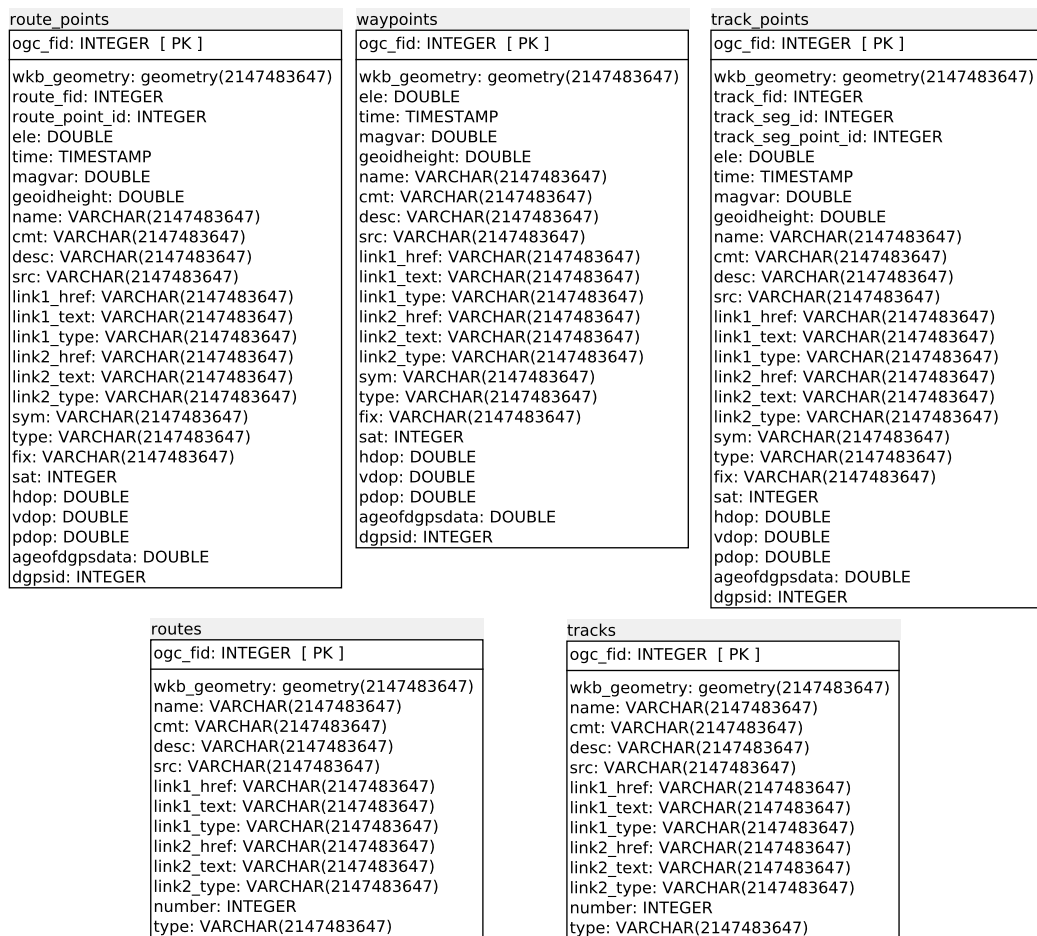 route_points
ogc_fid: INTEGER [ PK ]
wkb_geometry: geometry(2147483647)
route_fid: INTEGER
route_point_id: INTEGER
ele: DOUBLE
time: TIMESTAMP
magvar: DOUBLE
geoidheight: DOUBLE
name: VARCHAR(2147483647)
cmt: VARCHAR(2147483647)
desc: VARCHAR(2147483647)
src: VARCHAR(2147483647)
link1_href: VARCHAR(2147483647)
link1_text: VARCHAR(2147483647)
link1_type: VARCHAR(2147483647)
link2_href: VARCHAR(2147483647)
link2_text: VARCHAR(2147483647)
link2_type: VARCHAR(2147483647)
sym: VARCHAR(2147483647)
type: VARCHAR(2147483647)
fix: VARCHAR(2147483647)
sat: INTEGER
hdop: DOUBLE
vdop: DOUBLE
pdop: DOUBLE
ageofdgpsdata: DOUBLE
dgpsid: INTEGER
waypoints
ogc_fid: INTEGER [ PK ]
wkb_geometry: geometry(2147483647)
ele: DOUBLE
time: TIMESTAMP
magvar: DOUBLE
geoidheight: DOUBLE
name: VARCHAR(2147483647)
cmt: VARCHAR(2147483647)
desc: VARCHAR(2147483647)
src: VARCHAR(2147483647)
link1_href: VARCHAR(2147483647)
link1_text: VARCHAR(2147483647)
link1_type: VARCHAR(2147483647)
link2_href: VARCHAR(2147483647)
link2_text: VARCHAR(2147483647)
link2_type: VARCHAR(2147483647)
sym: VARCHAR(2147483647)
type: VARCHAR(2147483647)
fix: VARCHAR(2147483647)
sat: INTEGER
hdop: DOUBLE
vdop: DOUBLE
pdop: DOUBLE
ageofdgpsdata: DOUBLE
dgpsid: INTEGER
track_points
ogc_fid: INTEGER [ PK ]
wkb_geometry: geometry(2147483647)
track_fid: INTEGER
track_seg_id: INTEGER
track_seg_point_id: INTEGER
ele: DOUBLE
time: TIMESTAMP
magvar: DOUBLE
geoidheight: DOUBLE
name: VARCHAR(2147483647)
cmt: VARCHAR(2147483647)
desc: VARCHAR(2147483647)
src: VARCHAR(2147483647)
link1_href: VARCHAR(2147483647)
link1_text: VARCHAR(2147483647)
link1_type: VARCHAR(2147483647)
link2_href: VARCHAR(2147483647)
link2_text: VARCHAR(2147483647)
link2_type: VARCHAR(2147483647)
sym: VARCHAR(2147483647)
type: VARCHAR(2147483647)
fix: VARCHAR(2147483647)
sat: INTEGER
hdop: DOUBLE
vdop: DOUBLE
pdop: DOUBLE
ageofdgpsdata: DOUBLE
dgpsid: INTEGER
routes
ogc_fid: INTEGER [ PK ]
wkb_geometry: geometry(2147483647)
name: VARCHAR(2147483647)
cmt: VARCHAR(2147483647)
desc: VARCHAR(2147483647)
src: VARCHAR(2147483647)
link1_href: VARCHAR(2147483647)
link1_text: VARCHAR(2147483647)
link1_type: VARCHAR(2147483647)
link2_href: VARCHAR(2147483647)
link2_text: VARCHAR(2147483647)
link2_type: VARCHAR(2147483647)
number: INTEGER
type: VARCHAR(2147483647)
tracks
ogc_fid: INTEGER [ PK ]
wkb_geometry: geometry(2147483647)
name: VARCHAR(2147483647)
cmt: VARCHAR(2147483647)
desc: VARCHAR(2147483647)
src: VARCHAR(2147483647)
link1_href: VARCHAR(2147483647)
link1_text: VARCHAR(2147483647)
link1_type: VARCHAR(2147483647)
link2_href: VARCHAR(2147483647)
link2_text: VARCHAR(2147483647)
link2_type: VARCHAR(2147483647)
number: INTEGER
type: VARCHAR(2147483647)